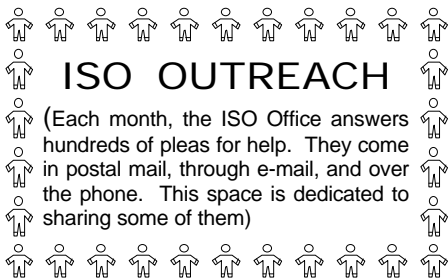 ISO OUTREACH
(Each month, the ISO Office answers
hundreds of pleas for help. They come
in postal mail, through e-mail, and over
the phone. This space is dedicated to
sharing some of them)